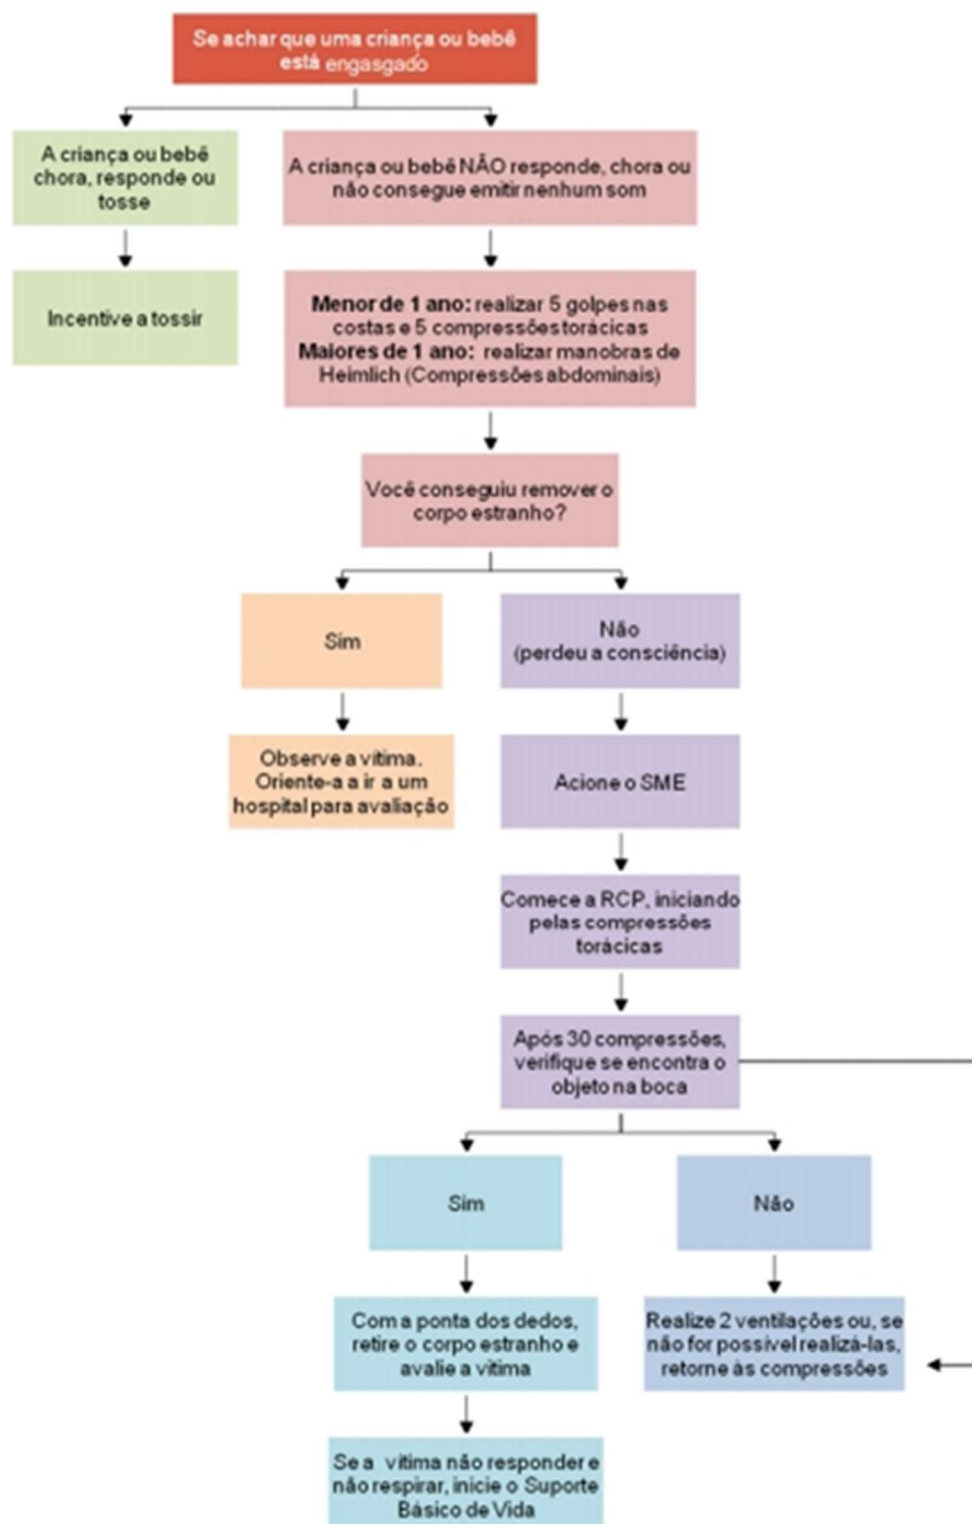 Se achar que uma criança ou bebê
está engasgado
A criança ou bebê
chora, responde ou
tosse
A criança ou bebê NÃO responde, chora ou
não consegue emitir nenhum som
Incentive a tossir
Menor de 1 ano: realizar 5 golpes nas
costas e 5 compressões torácicas
Maiores de 1 ano: realizar manobras de
Heimlich (Compressões abdominais)
Você conseguiu remover o
corpo estranho?
Sim
Não
(perdeu a consciência)
Observe a vítima.
Oriente-a a ir a um
hospital para avaliação
Acione o SME
Comece a RCP, iniciando
pelas compressões
torácicas
Após 30 compressões,
verifique se encontra o
objeto na boca
Sim
Não
Com a ponta dos dedos,
retire o corpo estranho e
avalie a vítima
Realize 2 ventilações ou, se
não for possível realizá-las,
retorne às compressões
Se a vítima não responder e
não respirar, inicie o Suporte
Básico de Vida